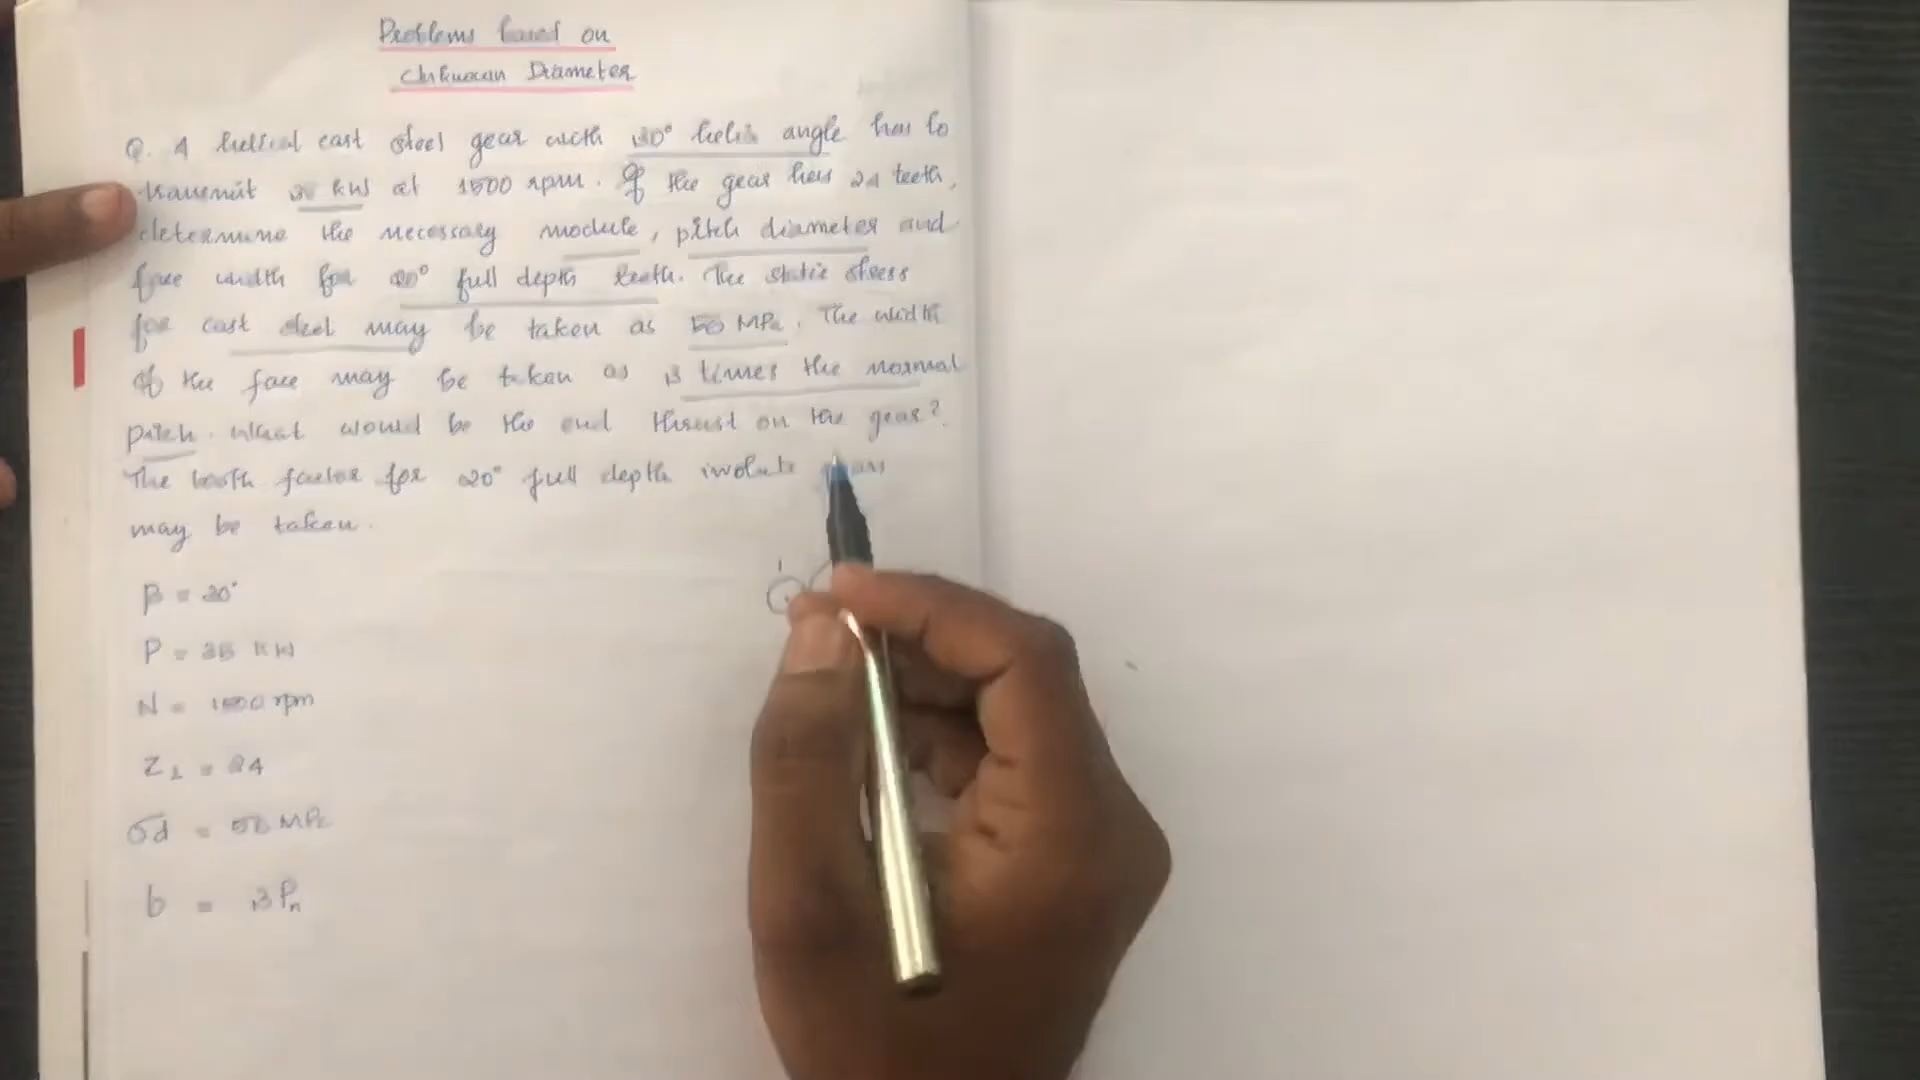 Problems based on
Unknown Diameter
Q. A helical cast steel gear with 30° helix angle has to
transmit 35 kW at 1500 rpm. If the gear has 24 teeth,
determine the necessary module, pitch diameter and
face width for 20° full depth teeth. The static stress
for cast steel may be taken as 56 MPa. The width
of the face may be taken as 3 times the normal
pitch. What would be the end thrust on the gear?
The tooth factor for 20° full depth involute gears
may be taken.
β = 30°
1
P = 35 KW
N = 1500 rpm
Z1 = 24
σd = 56 MPa
b = 3 Pn